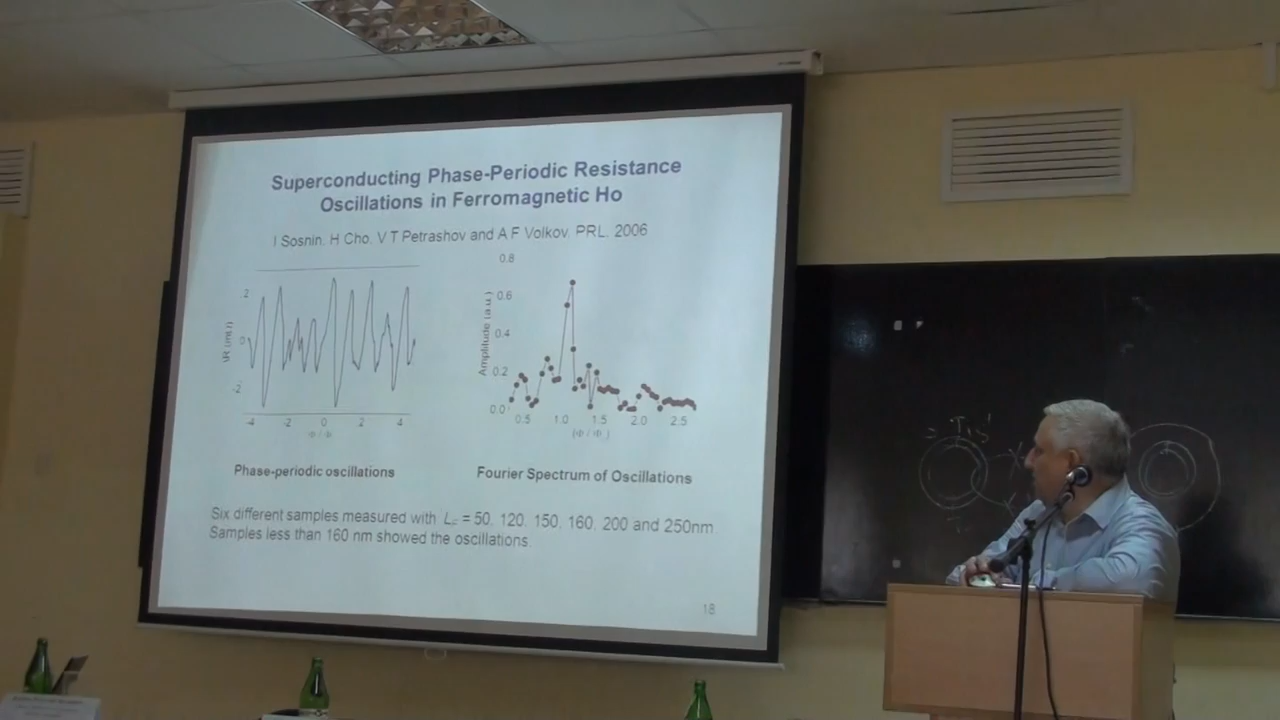 Superconducting Phase-Periodic Resistance
Oscillations in Ferromagnetic Ho
I Sosnin, H Cho, V T Petrashov and A F Volkov, PRL, 2006
2
0
-2
-4 -2 0 2 4
Phase-periodic oscillations
0.8
0.6
0.4
0.2
0.0
Amplitude (a.u.)
0.5 1.0 1.5 2.0 2.5
Fourier Spectrum of Oscillations
Six different samples measured with L = 50, 120, 150, 160, 200 and 250nm
Samples less than 160 nm showed the oscillations.
18